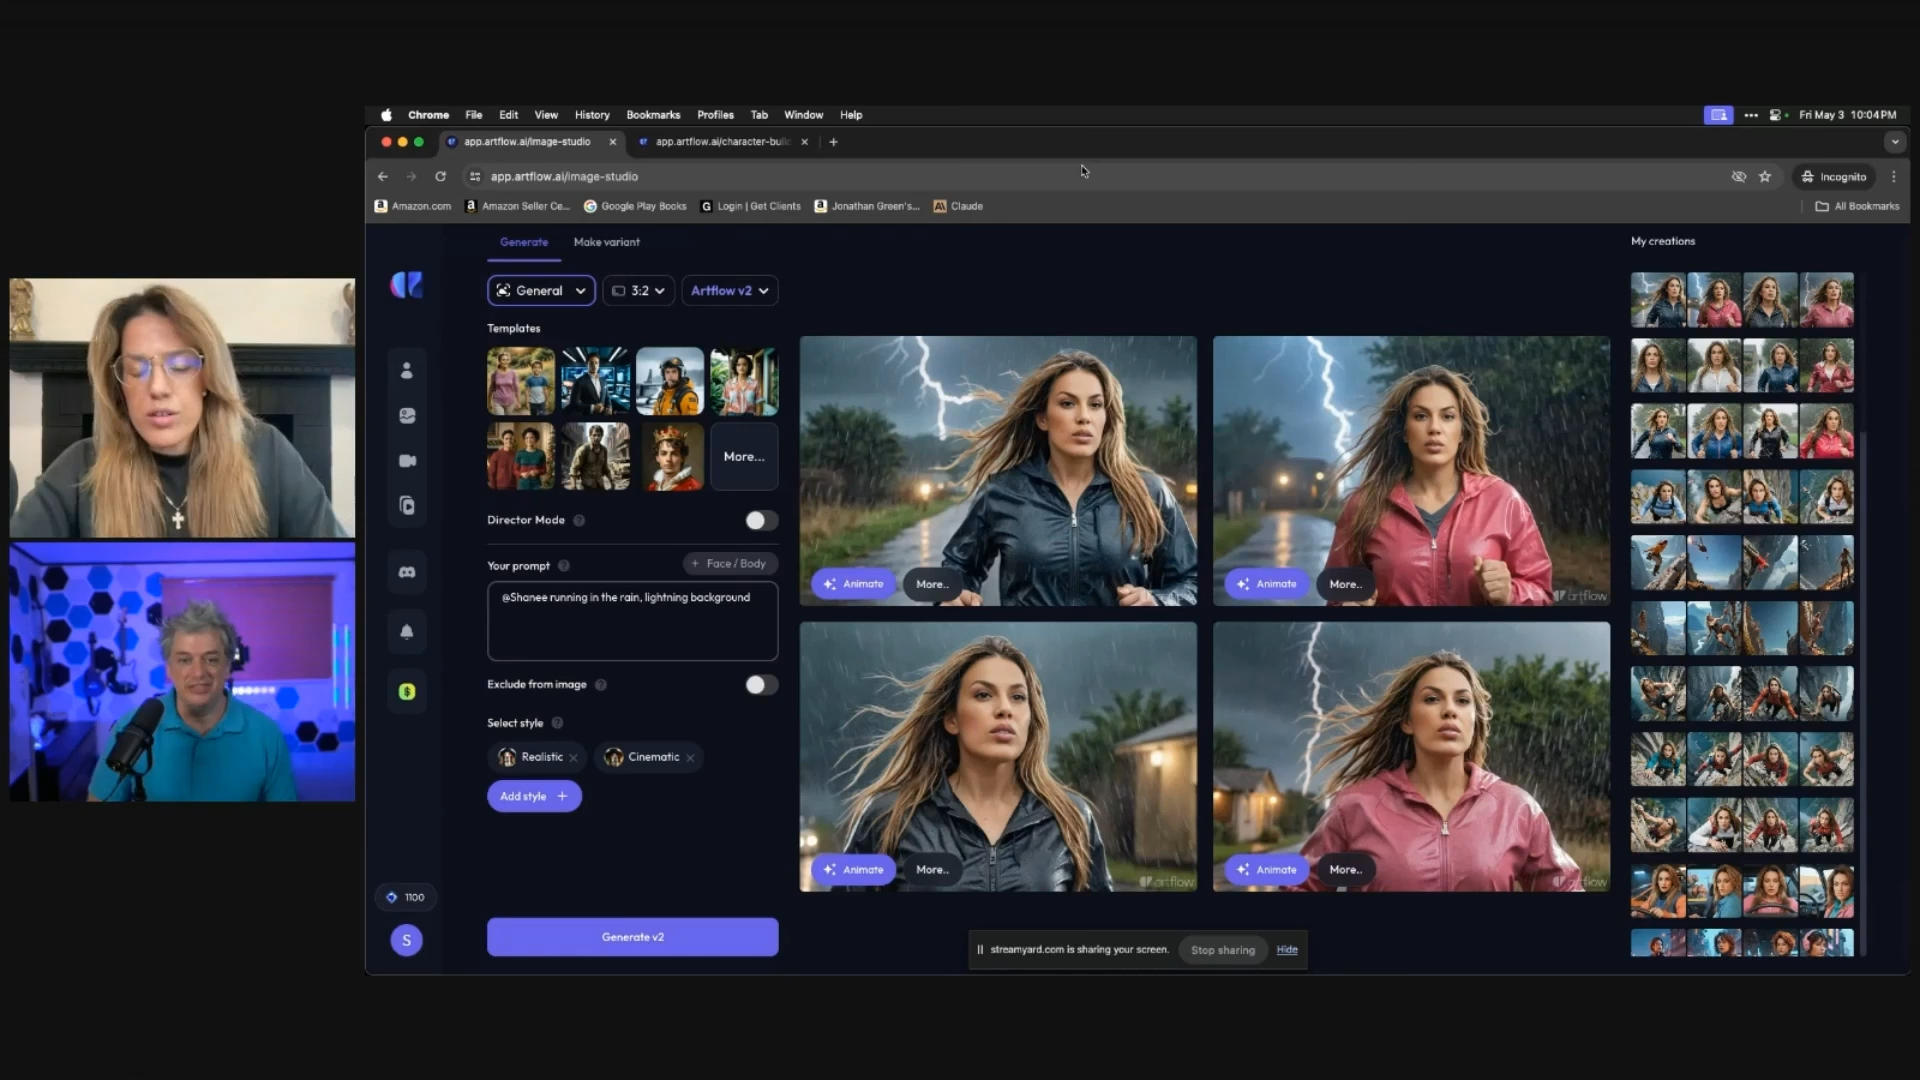 Chrome File Edit View History Bookmarks Profiles Tab Window Help
Fri May 3 10:04 PM
app.artflow.ai/image-studio
app.artflow.ai/character-buil
app.artflow.ai/image-studio
Incognito
Amazon.com
Amazon Seller Ce...
Google Play Books
Login | Get Clients
Jonathan Green's...
Claude
All Bookmarks
Generate
Make variant
My creations
General
3:2
Artflow v2
Templates
More...
Director Mode ?
Your prompt ?
+ Face / Body
@Shanee running in the rain, lightning background
Exclude from image ?
Select style ?
Realistic
Cinematic
Add style +
1100
S
Generate v2
Animate
More..
Animate
More..
artflow
Animate
More..
artflow
Animate
More..
artflow
streamyard.com is sharing your screen.
Stop sharing
Hide